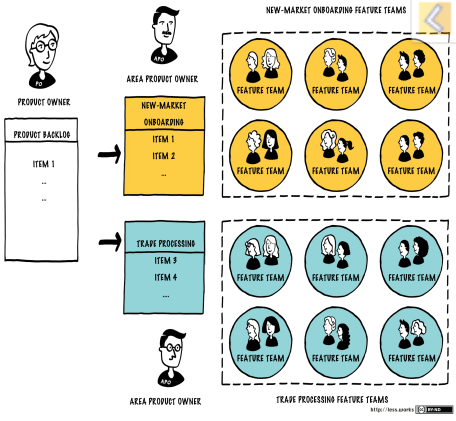 NEW-MARKET ONBOARDING FEATURE TEAMS
PO
PRODUCT OWNER
APO
AREA PRODUCT OWNER
PRODUCT BACKLOG
ITEM 1
...
...
NEW-MARKET
ONBOARDING
ITEM 1
ITEM 2
...
FEATURE TEAM
FEATURE TEAM
FEATURE TEAM
FEATURE TEAM
FEATURE TEAM
FEATURE TEAM
TRADE PROCESSING
ITEM 3
ITEM 4
...
APO
AREA PRODUCT OWNER
FEATURE TEAM
FEATURE TEAM
FEATURE TEAM
FEATURE TEAM
FEATURE TEAM
FEATURE TEAM
TRADE PROCESSING FEATURE TEAMS
http://less.works cc BY-ND